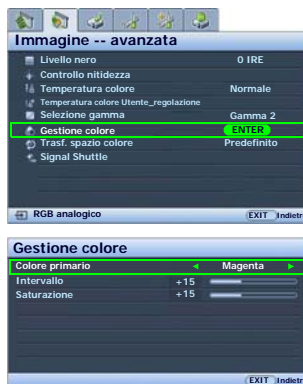 Immagine -- avanzata
Livello nero 0 IRE
Controllo nitidezza
Temperatura colore Normale
Temperatura colore Utente_regolazione
Selezione gamma Gamma 2
Gestione colore ENTER
Trasf. spazio colore Predefinito
Signal Shuttle
RGB analogico EXIT Indietro
Gestione colore
Colore primario Magenta
Intervallo +15
Saturazione +15
EXIT Indietro